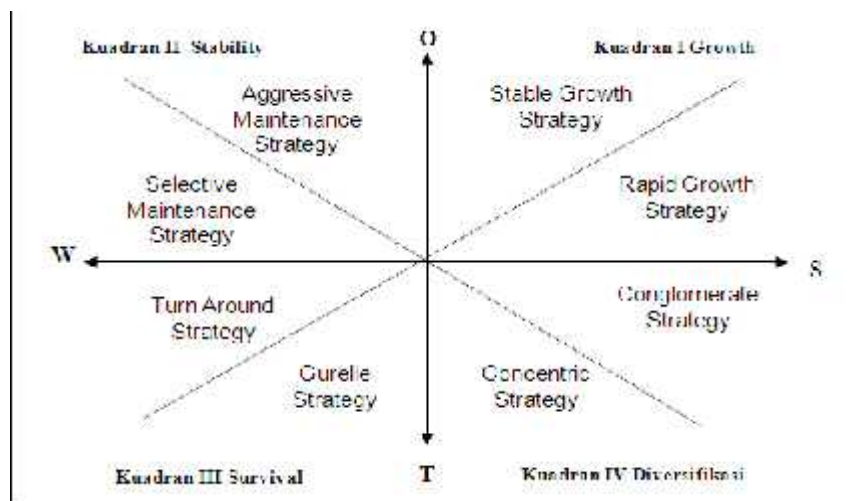 Kuadran II Stability
O
Kuadran I Growth
Aggressive
Maintenance
Strategy
Stable Growth
Strategy
Selective
Maintenance
Strategy
Rapid Growth
Strategy
W
S
Turn Around
Strategy
Conglomerate
Strategy
Gurelle
Strategy
Concentric
Strategy
Kuadran III Survival
T
Kuadran IV Diversifikasi